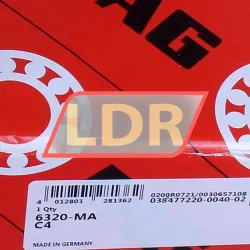 AG
LDR
0200R0721/0030657108
038477220-0040-02
4 012801 281362
1 Qty
6320-MA
C4
MADE IN GERMANY